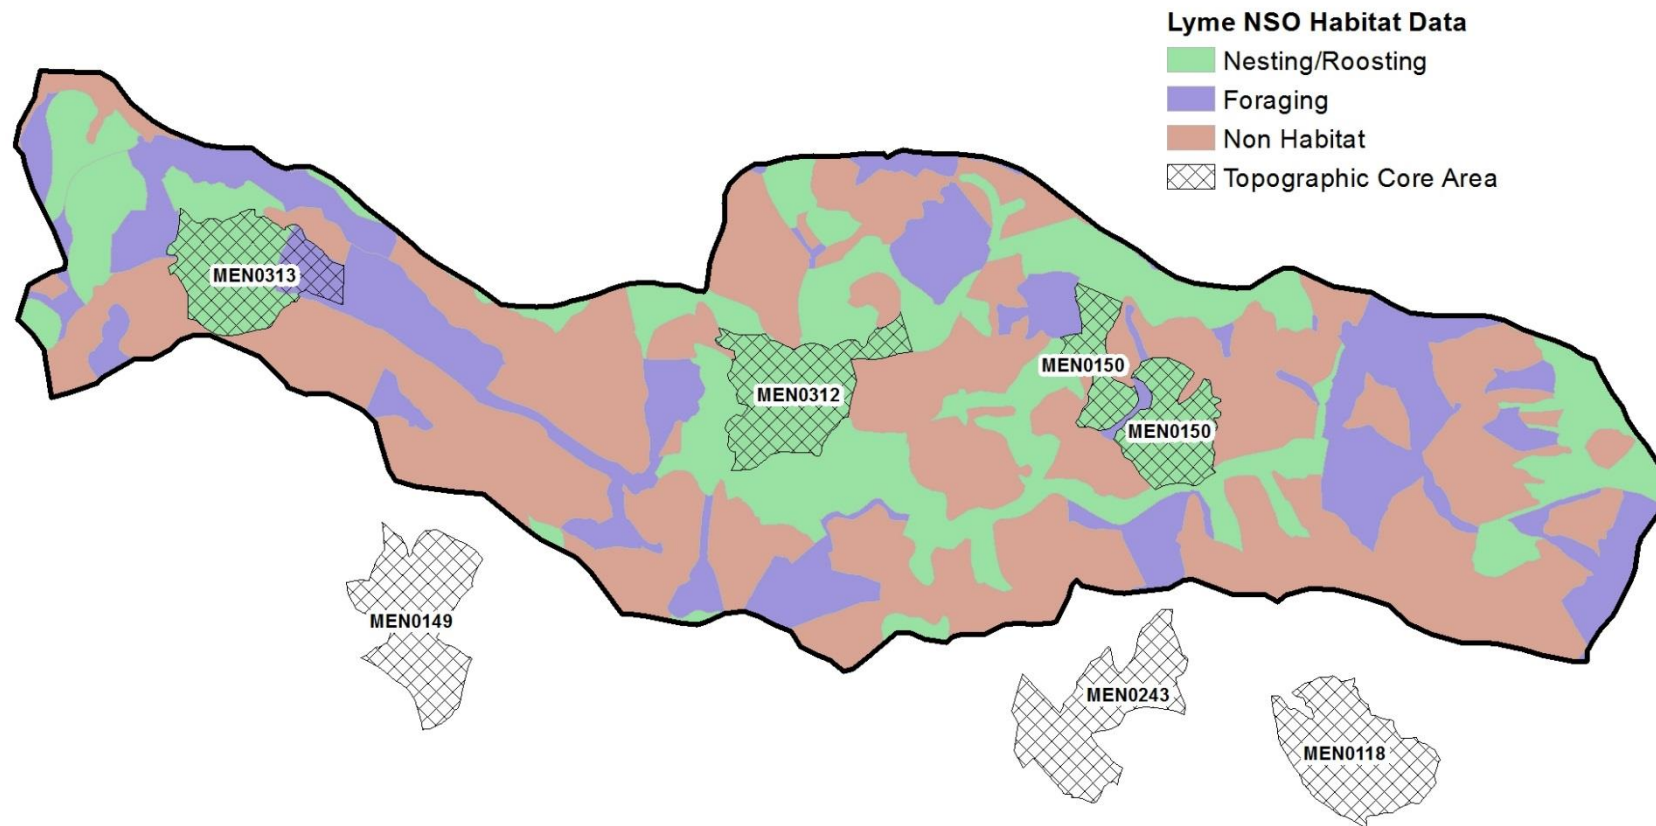 Lyme NSO Habitat Data
Nesting/Roosting
Foraging
Non Habitat
Topographic Core Area
MEN0313
MEN0312
MEN0150
MEN0150
MEN0149
MEN0243
MEN0118